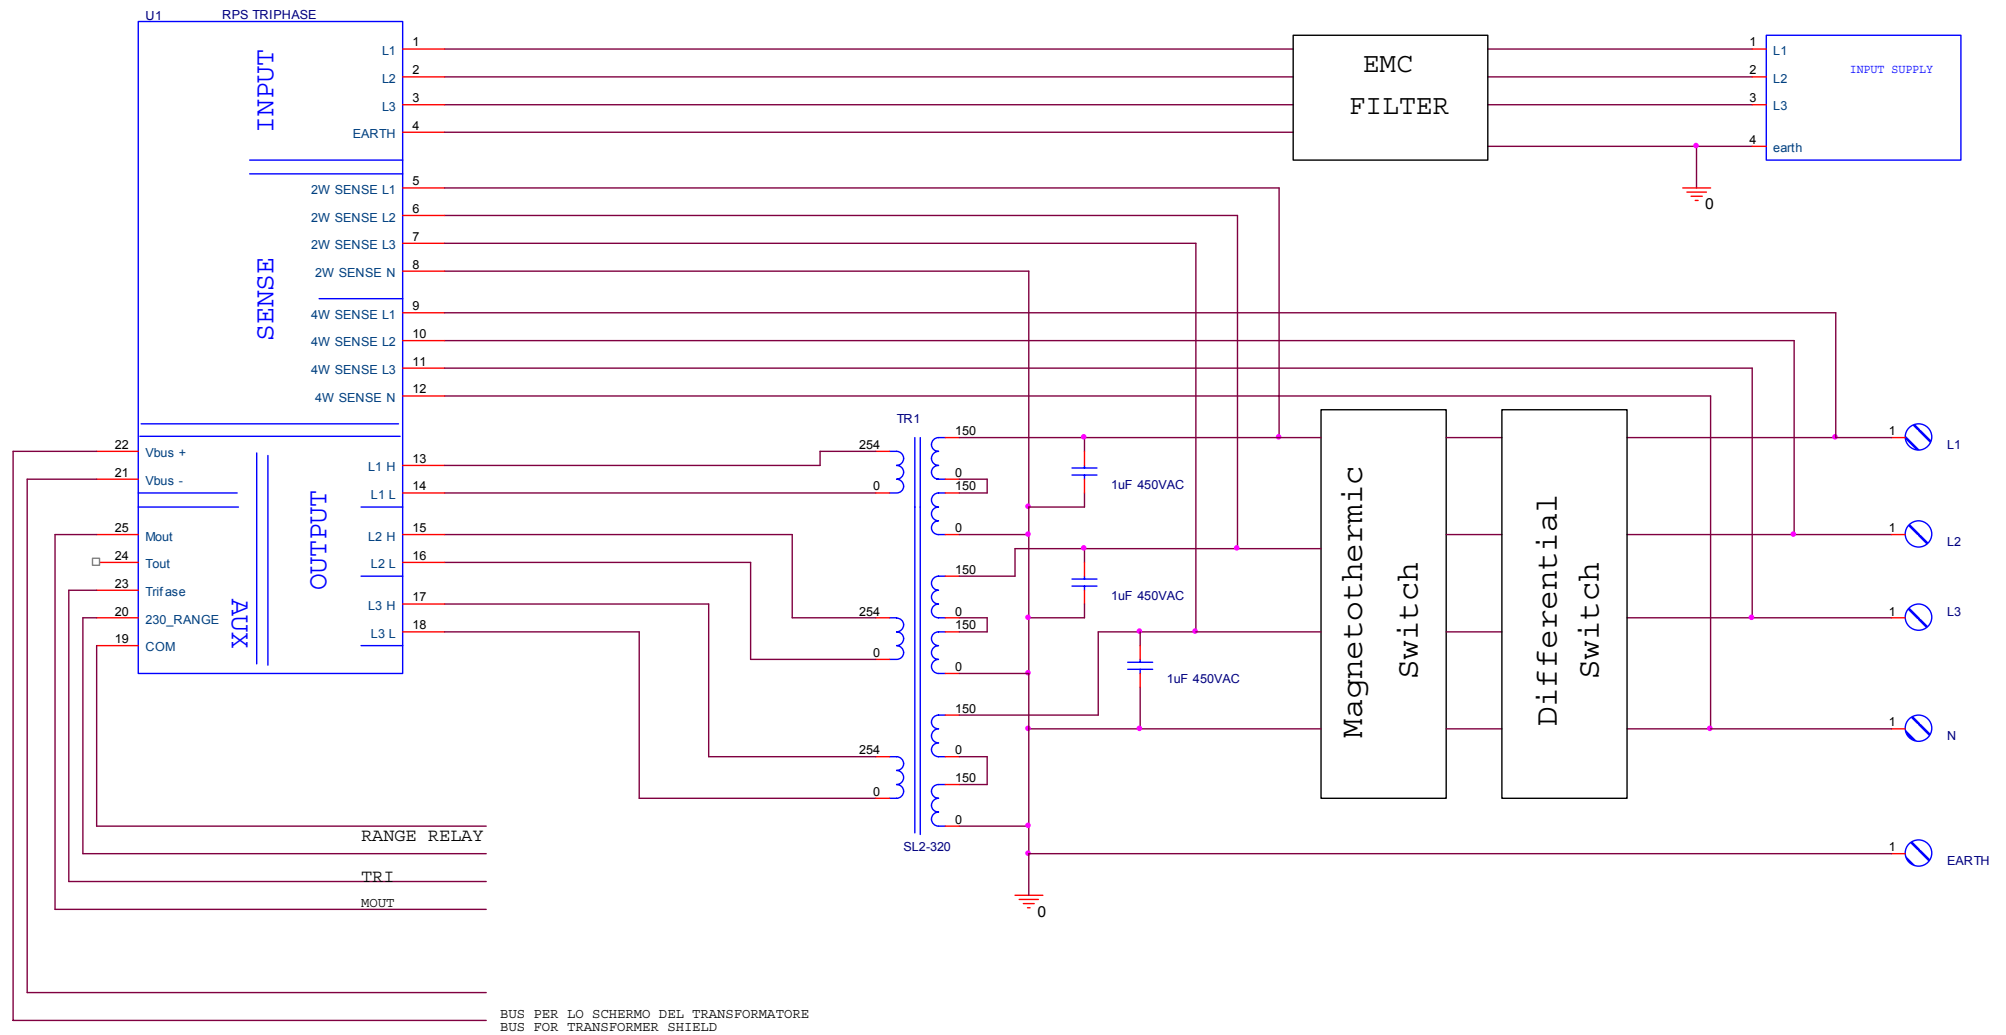 U1 RPS TRIPHASE
INPUT
L1 1
L2 2
L3 3
EARTH 4
EMC
FILTER
1 L1
2 L2
3 L3
4 earth
INPUT SUPPLY
0
SENSE
2W SENSE L1 5
2W SENSE L2 6
2W SENSE L3 7
2W SENSE N 8
4W SENSE L1 9
4W SENSE L2 10
4W SENSE L3 11
4W SENSE N 12
22 Vbus +
21 Vbus -
25 Mout
24 Tout
23 Trifase
20 230_RANGE
19 COM
AUX
OUTPUT
L1 H 13
L1 L 14
L2 H 15
L2 L 16
L3 H 17
L3 L 18
TR1
254
0
254
0
254
0
150
0
150
0
150
0
150
0
150
0
150
0
SL2-320
1uF 450VAC
1uF 450VAC
1uF 450VAC
Magnetothermic
Switch
Differential
Switch
1 L1
1 L2
1 L3
1 N
1 EARTH
0
RANGE RELAY
TRI
MOUT
BUS PER LO SCHERMO DEL TRANSFORMATORE
BUS FOR TRANSFORMER SHIELD